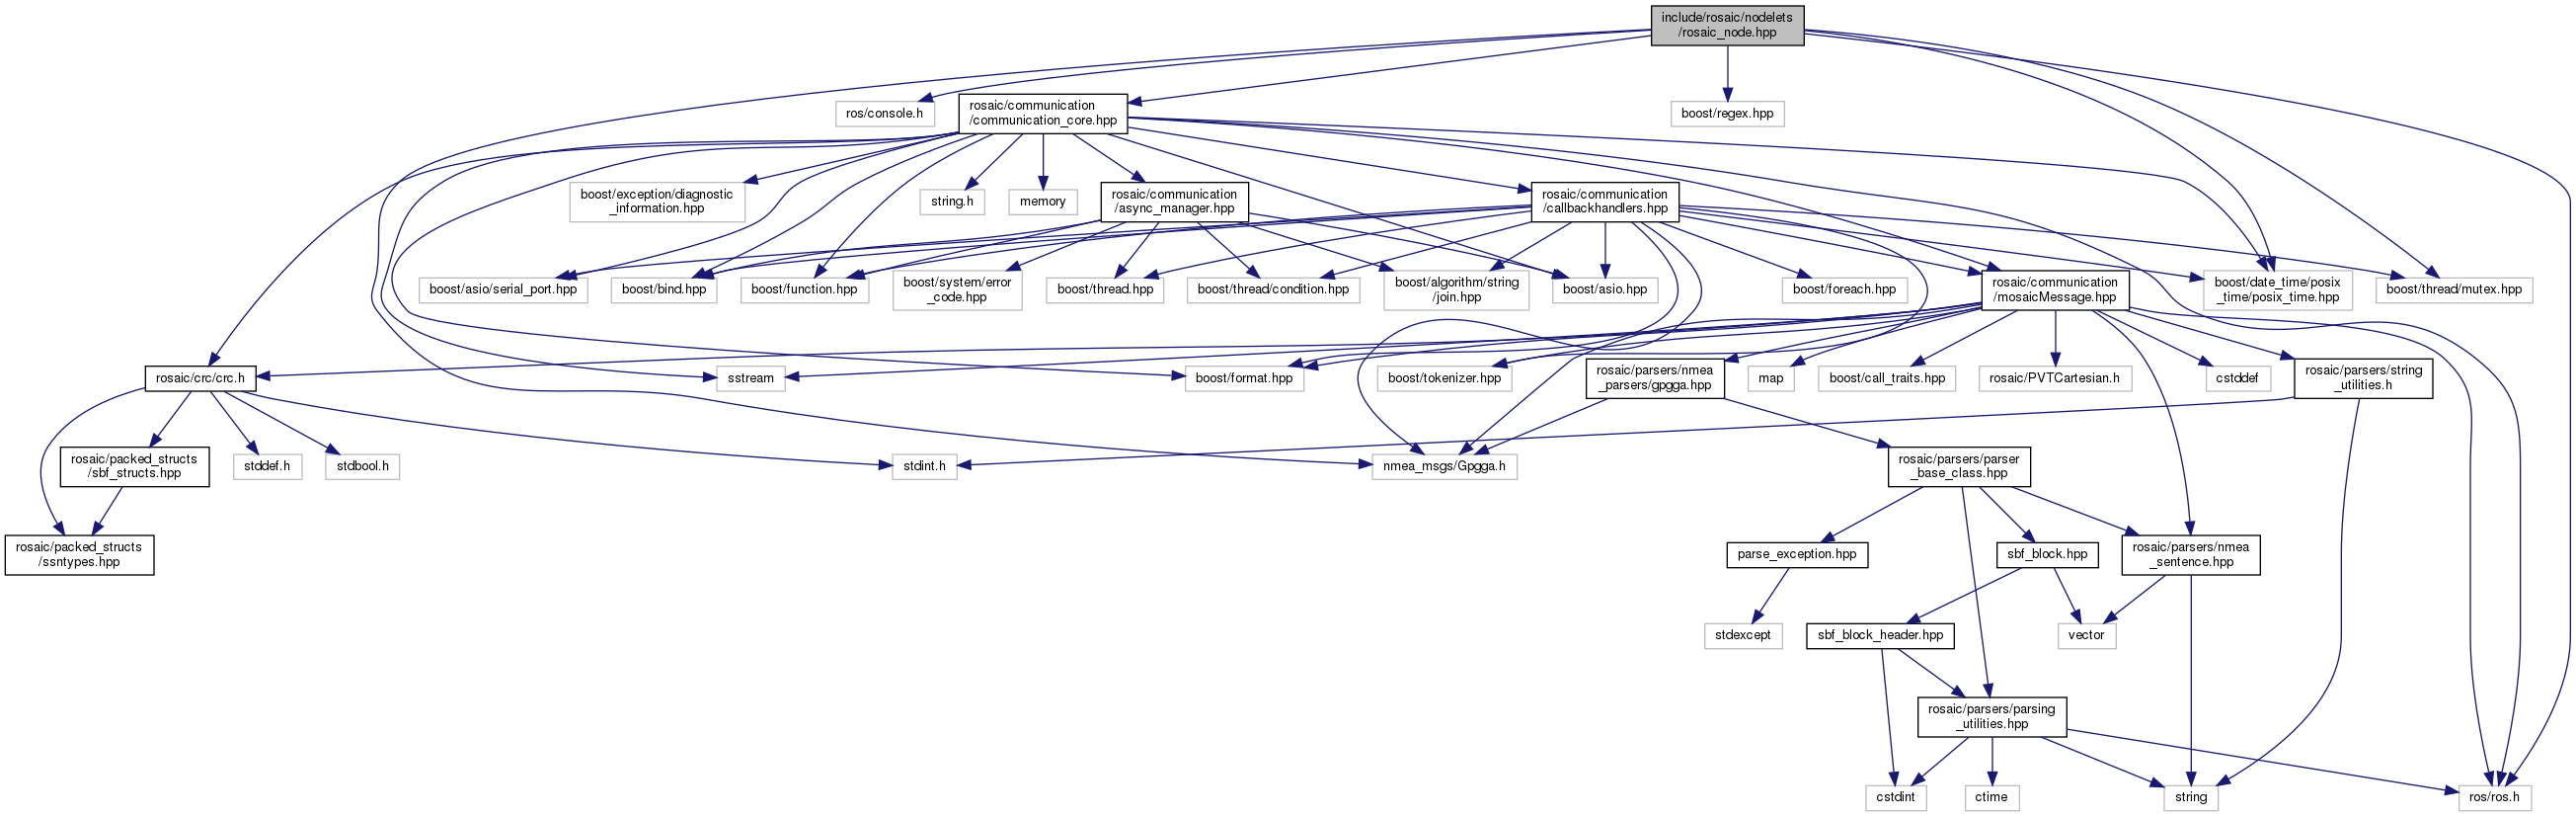 include/rosaic/nodelets
/rosaic_node.hpp
ros/console.h
rosaic/communication
/communication_core.hpp
boost/regex.hpp
boost/exception/diagnostic
_information.hpp
string.h
memory
rosaic/communication
/async_manager.hpp
rosaic/communication
/callbackhandlers.hpp
boost/asio/serial_port.hpp
boost/bind.hpp
boost/function.hpp
boost/system/error
_code.hpp
boost/thread.hpp
boost/thread/condition.hpp
boost/algorithm/string
/join.hpp
boost/asio.hpp
boost/foreach.hpp
rosaic/communication
/mosaicMessage.hpp
boost/date_time/posix
_time/posix_time.hpp
boost/thread/mutex.hpp
rosaic/crc/crc.h
sstream
boost/format.hpp
boost/tokenizer.hpp
rosaic/parsers/nmea
_parsers/gpgga.hpp
map
boost/call_traits.hpp
rosaic/PVTCartesian.h
cstddef
rosaic/parsers/string
_utilities.h
rosaic/packed_structs
/sbf_structs.hpp
stddef.h
stdbool.h
stdint.h
nmea_msgs/Gpgga.h
rosaic/parsers/parser
_base_class.hpp
rosaic/packed_structs
/ssntypes.hpp
parse_exception.hpp
sbf_block.hpp
rosaic/parsers/nmea
_sentence.hpp
stdexcept
sbf_block_header.hpp
vector
rosaic/parsers/parsing
_utilities.hpp
cstdint
ctime
string
ros/ros.h